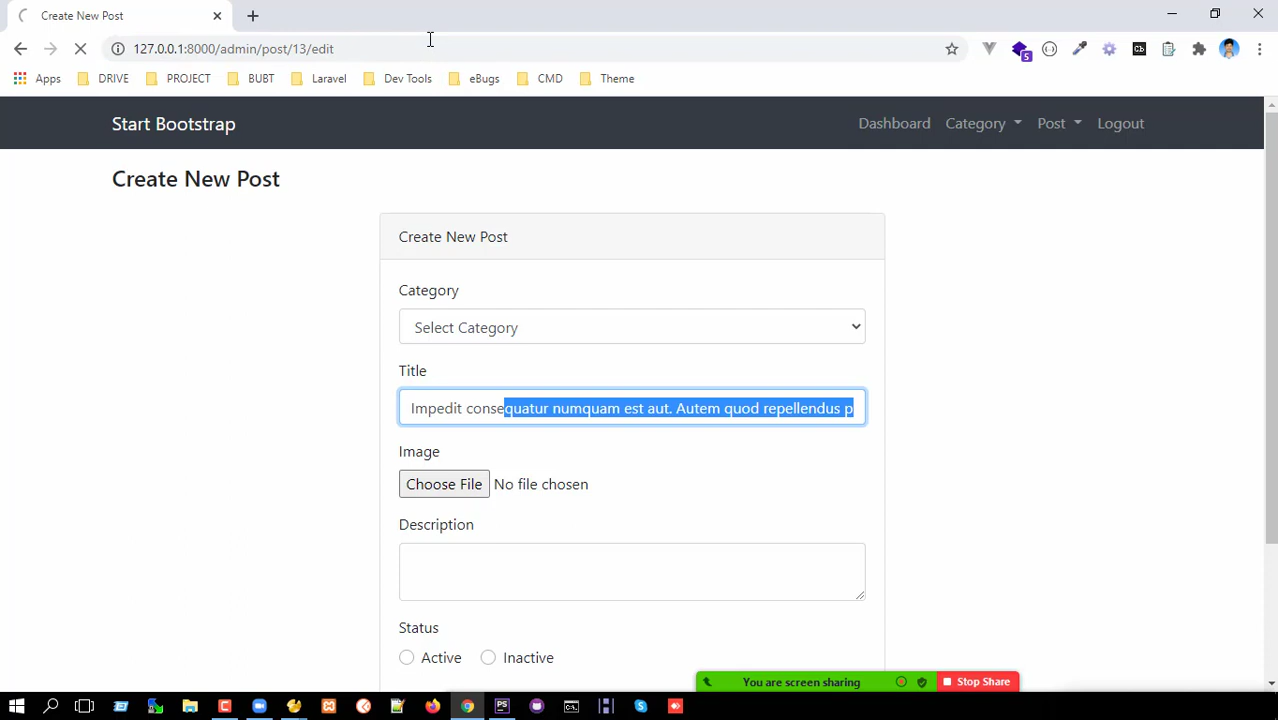 Create New Post
127.0.0.1:8000/admin/post/13/edit
5
Cb
Apps DRIVE PROJECT BUBT Laravel Dev Tools eBugs CMD Theme
Start Bootstrap Dashboard Category Post Logout
Create New Post
Create New Post
Category
Select Category
Title
Impedit consequatur numquam est aut. Autem quod repellendus p
Image
Choose File No file chosen
Description
Status
Active Inactive
You are screen sharing Stop Share
PS